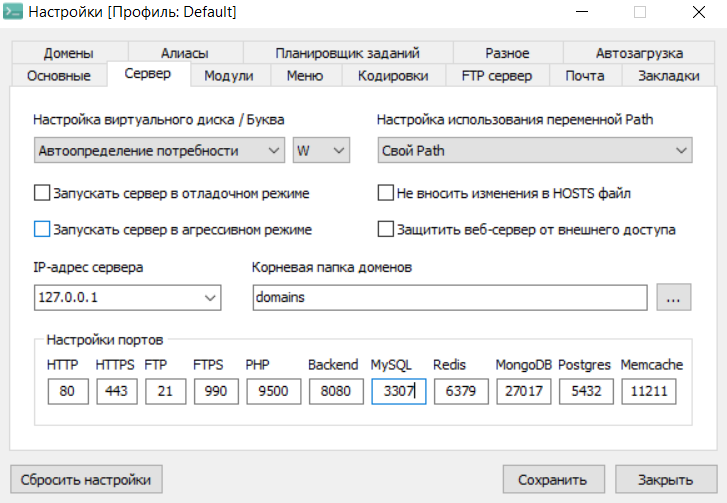 Настройки [Профиль: Default]
Домены Алиасы Планировщик заданий Разное Автозагрузка
Основные Сервер Модули Меню Кодировки FTP сервер Почта Закладки
Настройка виртуального диска / Буква Настройка использования переменной Path
Автоопределение потребности W Свой Path
Запускать сервер в отладочном режиме Не вносить изменения в HOSTS файл
Запускать сервер в агрессивном режиме Защитить веб-сервер от внешнего доступа
IP-адрес сервера Корневая папка доменов
127.0.0.1 domains ...
Настройки портов
HTTP HTTPS FTP FTPS PHP Backend MySQL Redis MongoDB Postgres Memcache
80 443 21 990 9500 8080 3307 6379 27017 5432 11211
Сбросить настройки Сохранить Закрыть